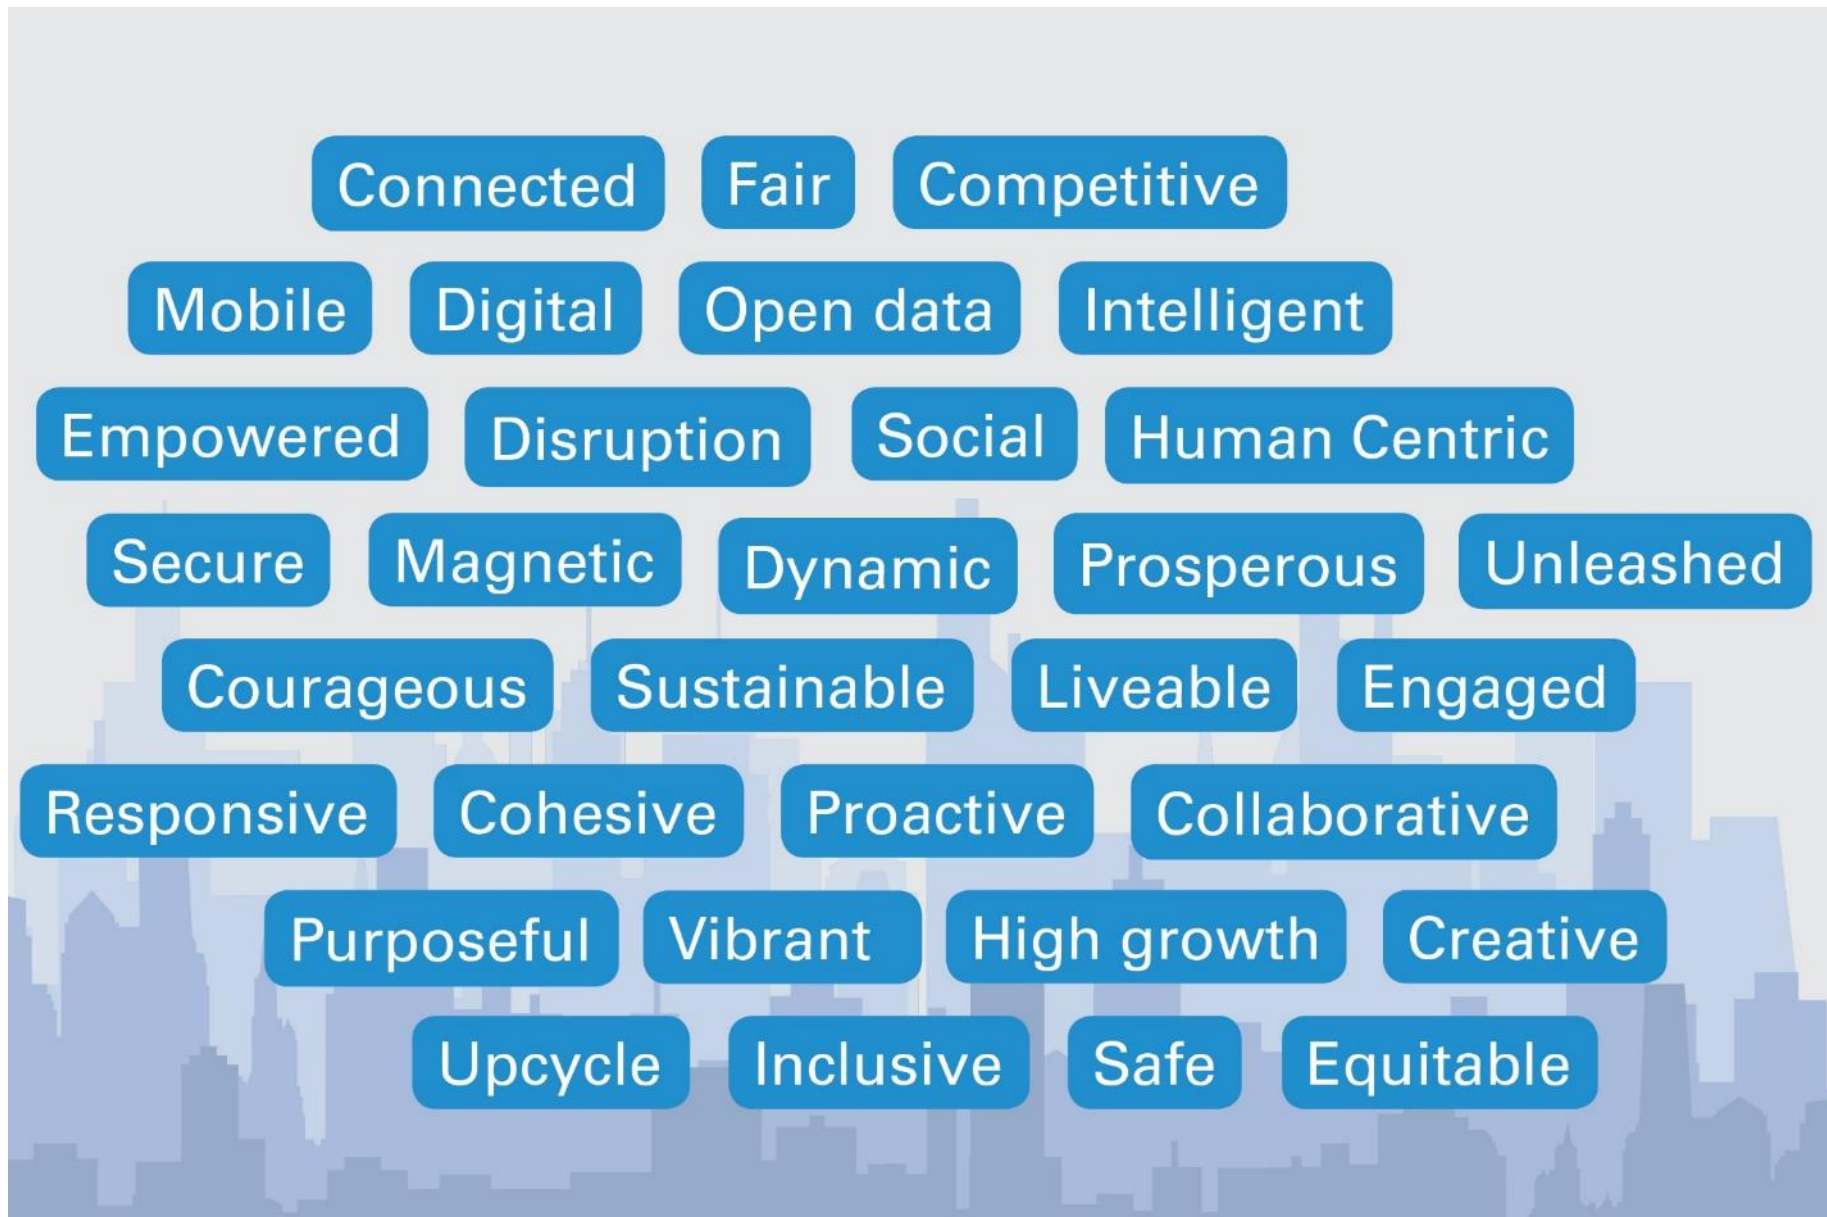 Connected Fair Competitive
Mobile Digital Open data Intelligent
Empowered Disruption Social Human Centric
Secure Magnetic Dynamic Prosperous Unleashed
Courageous Sustainable Liveable Engaged
Responsive Cohesive Proactive Collaborative
Purposeful Vibrant High growth Creative
Upcycle Inclusive Safe Equitable